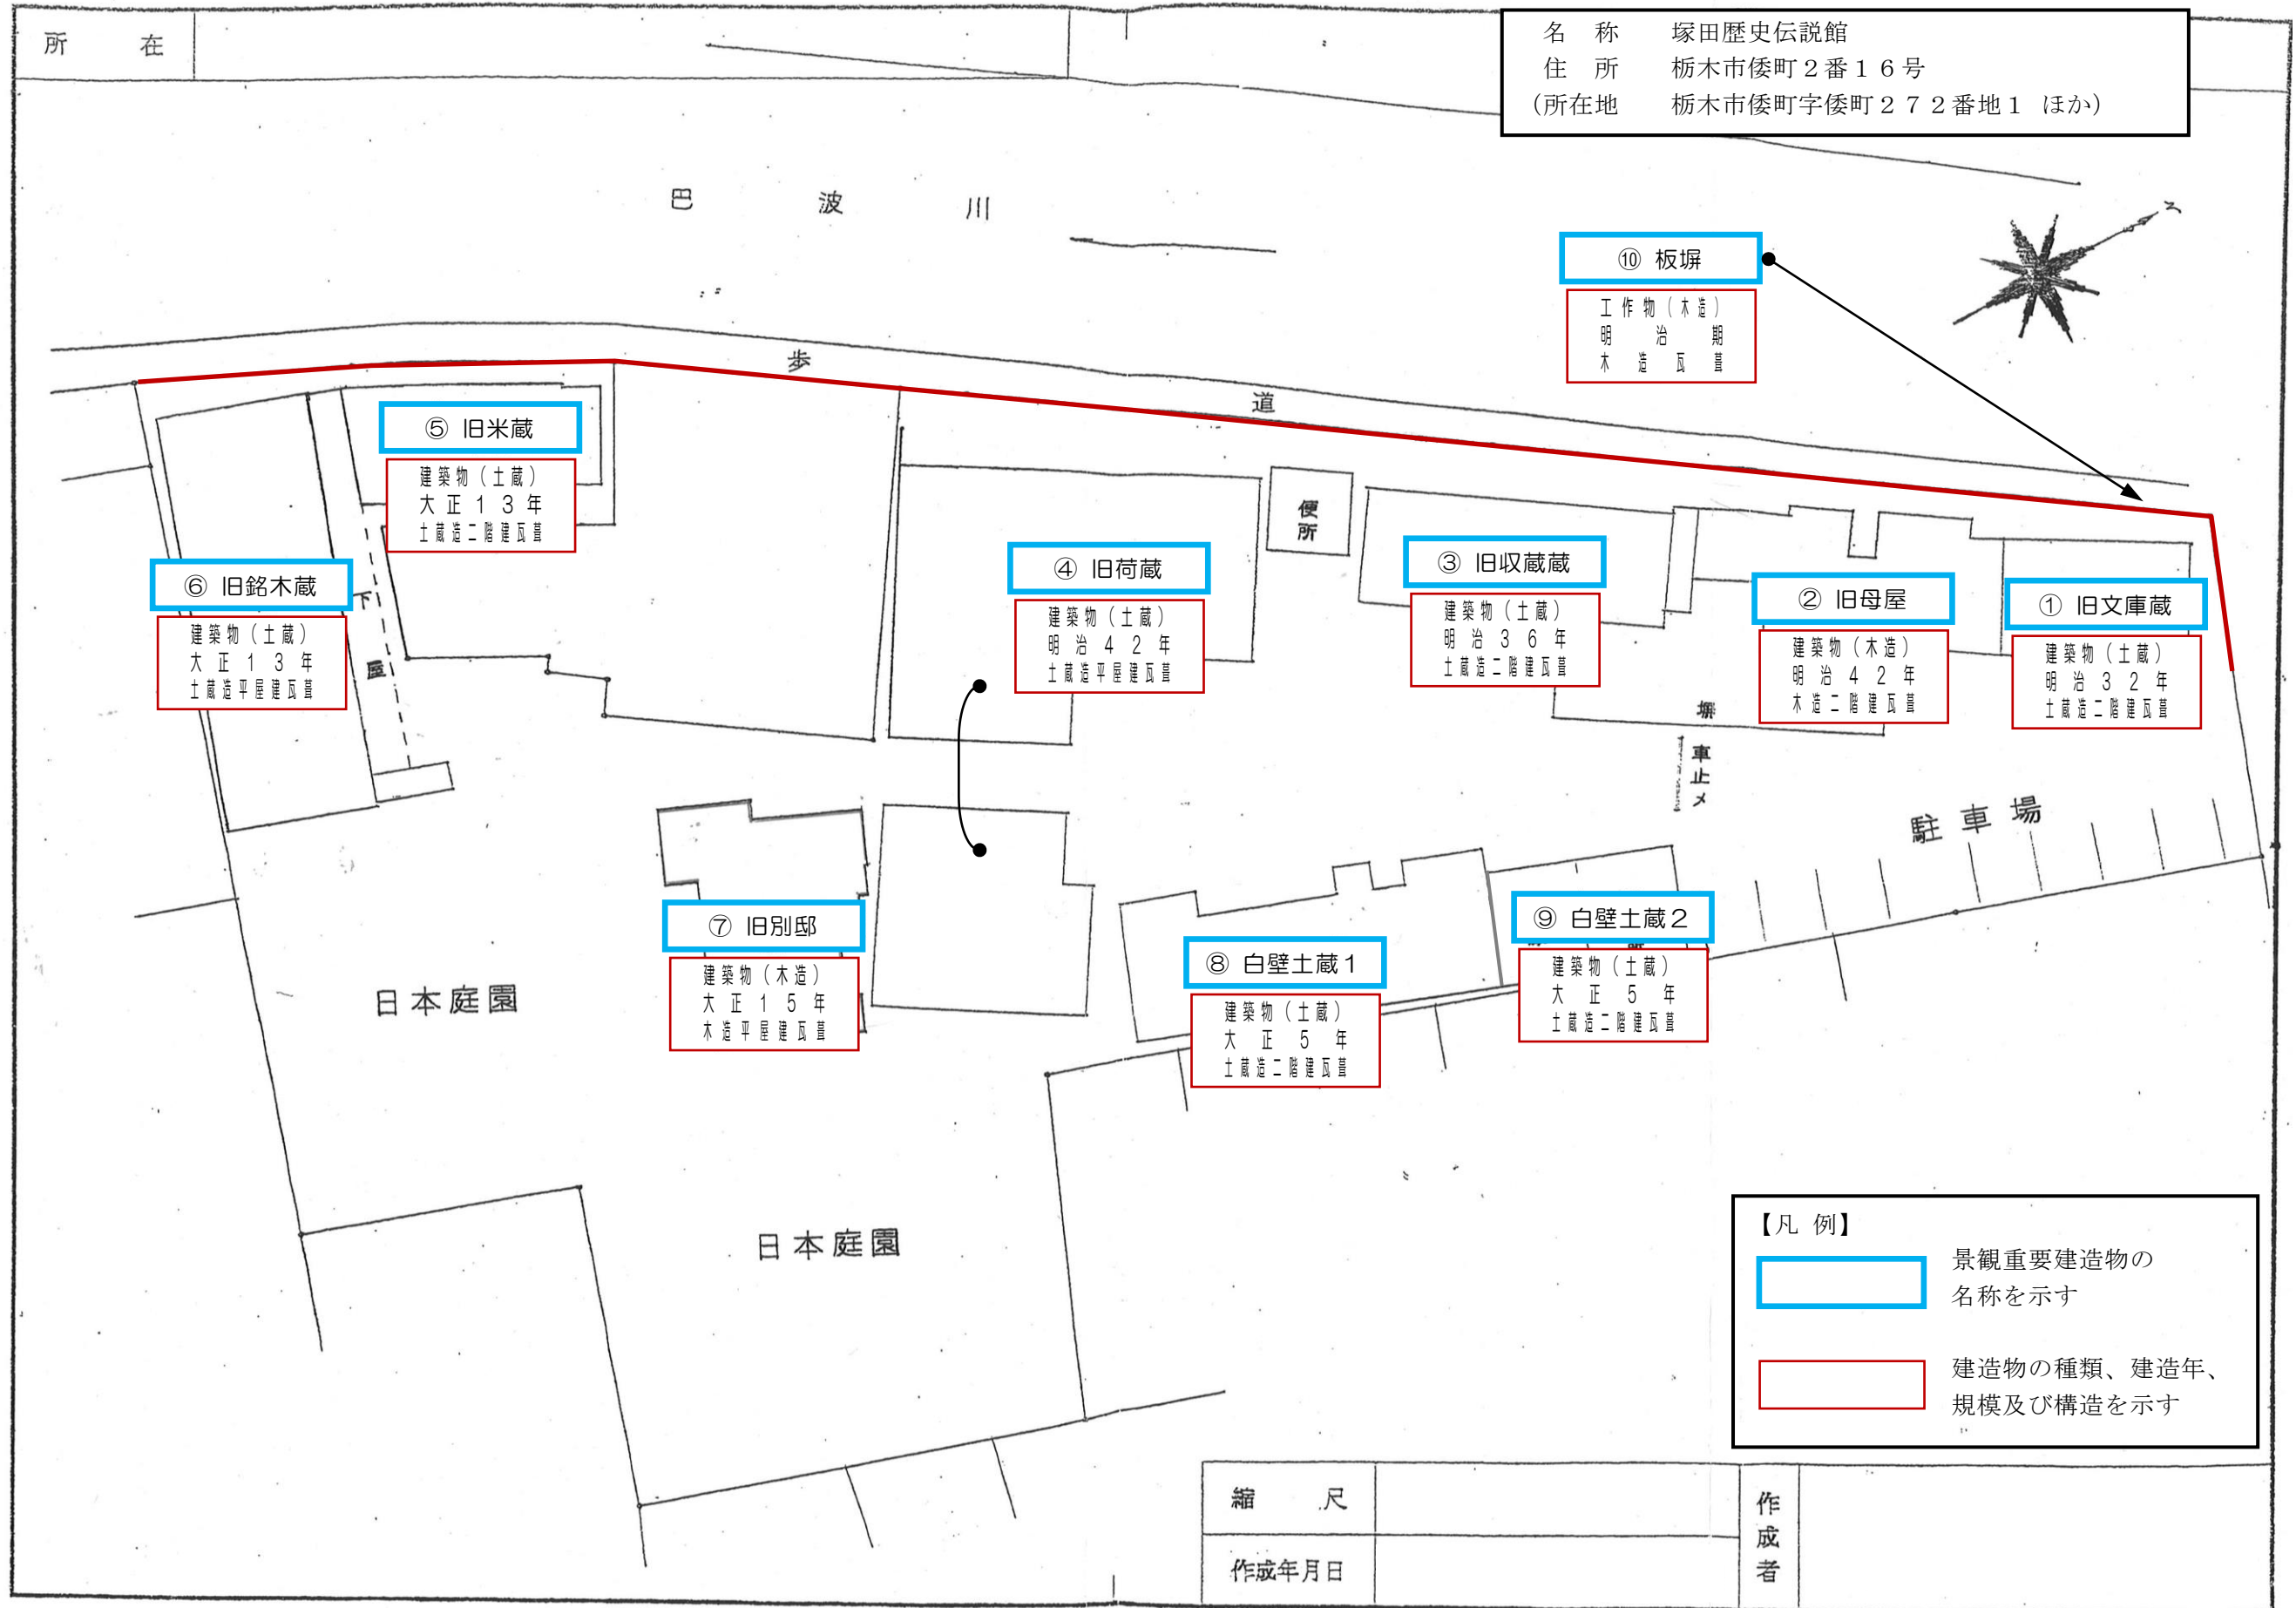 所 在
名 称 塚田歴史伝説館
住 所 栃木市倭町２番１６号
（所在地 栃木市倭町字倭町２７２番地１ ほか）
巴 波 川
⑩ 板塀
工作物（木造）
明治期
木造瓦葺
歩 道
⑤ 旧米蔵
建築物（土蔵）
大正１３年
土蔵造二階建瓦葺
便所
④ 旧荷蔵
建築物（土蔵）
明治４２年
土蔵造平屋建瓦葺
③ 旧収蔵蔵
建築物（土蔵）
明治３６年
土蔵造二階建瓦葺
② 旧母屋
建築物（木造）
明治４２年
木造二階建瓦葺
① 旧文庫蔵
建築物（土蔵）
明治３２年
土蔵造二階建瓦葺
⑥ 旧銘木蔵
建築物（土蔵）
大正１３年
土蔵造平屋建瓦葺
下屋
塀
車止メ
駐車場
⑦ 旧別邸
建築物（木造）
大正１５年
木造平屋建瓦葺
⑧ 白壁土蔵１
建築物（土蔵）
大正５年
土蔵造二階建瓦葺
⑨ 白壁土蔵２
建築物（土蔵）
大正５年
土蔵造二階建瓦葺
日本庭園
日本庭園
【凡 例】
景観重要建造物の
名称を示す
建造物の種類、建造年、
規模及び構造を示す
縮 尺
作成年月日
作成者